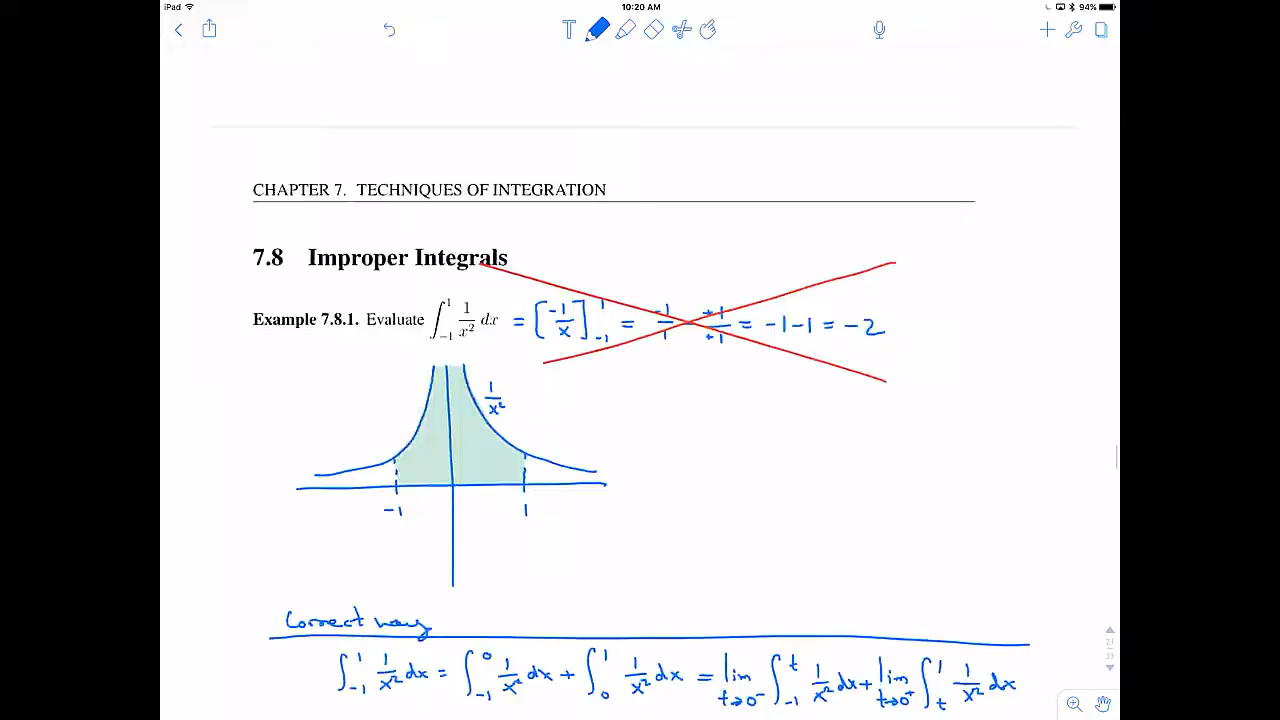 iPad 10:20 AM 94%
T
CHAPTER 7. TECHNIQUES OF INTEGRATION
7.8 Improper Integrals
Example 7.8.1. Evaluate ∫_{-1}^{1} 1/x² dx = [-1/x]_{-1}^{1} = -1/1 - +1/+1 = -1-1 = -2
1/x²
-1 1
Correct way
∫_{-1}^{1} 1/x² dx = ∫_{-1}^{0} 1/x² dx + ∫_{0}^{1} 1/x² dx = lim_{t→0⁻} ∫_{-1}^{t} 1/x² dx + lim_{t→0⁺} ∫_{t}^{1} 1/x² dx